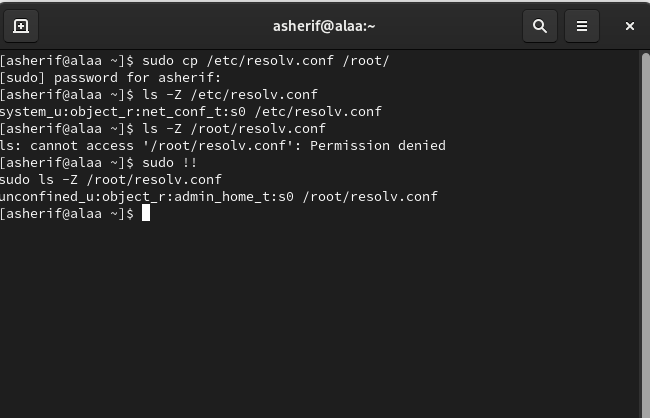 asherif@alaa:~
[asherif@alaa ~]$ sudo cp /etc/resolv.conf /root/
[sudo] password for asherif:
[asherif@alaa ~]$ ls -Z /etc/resolv.conf
system_u:object_r:net_conf_t:s0 /etc/resolv.conf
[asherif@alaa ~]$ ls -Z /root/resolv.conf
ls: cannot access '/root/resolv.conf': Permission denied
[asherif@alaa ~]$ sudo !!
sudo ls -Z /root/resolv.conf
unconfined_u:object_r:admin_home_t:s0 /root/resolv.conf
[asherif@alaa ~]$